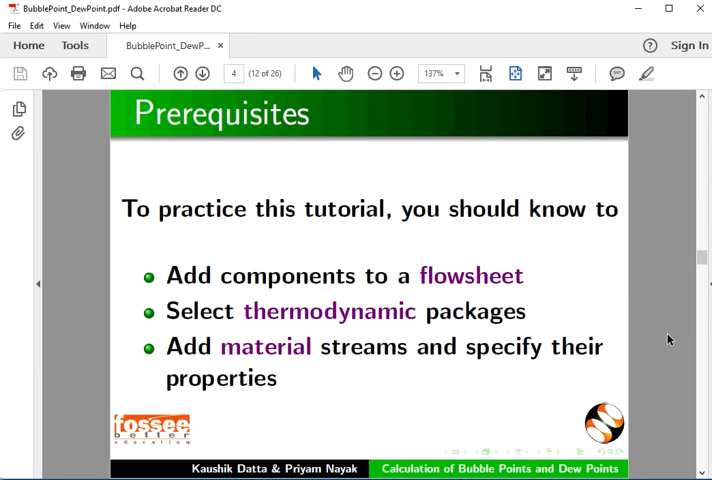 BubblePoint_DewPoint.pdf - Adobe Acrobat Reader DC
File Edit View Window Help
Home Tools BubblePoint_DewP... × ? Sign In
4 (12 of 26) 137%
Prerequisites
To practice this tutorial, you should know to
Add components to a flowsheet
Select thermodynamic packages
Add material streams and specify their
properties
fossee
better
education
Kaushik Datta & Priyam Nayak Calculation of Bubble Points and Dew Points